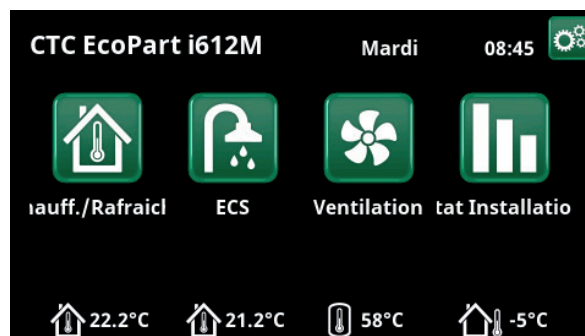 CTC EcoPart i612M Mardi 08:45
hauff./Rafraicl ECS Ventilation tat Installatio
22.2°C 21.2°C 58°C -5°C